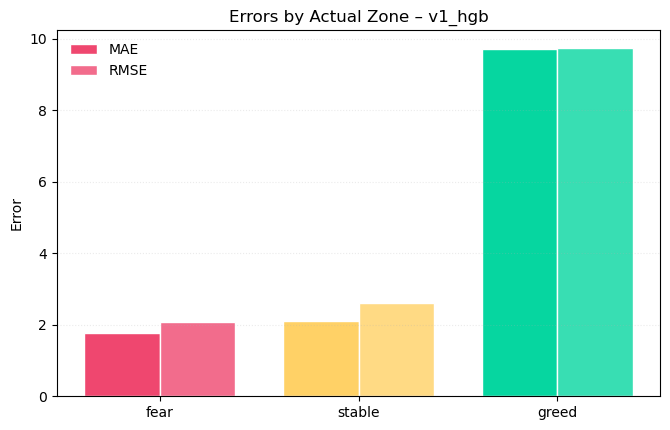 Errors by Actual Zone – v1_hgb
MAE
RMSE
Error
10
8
6
4
2
0
fear
stable
greed